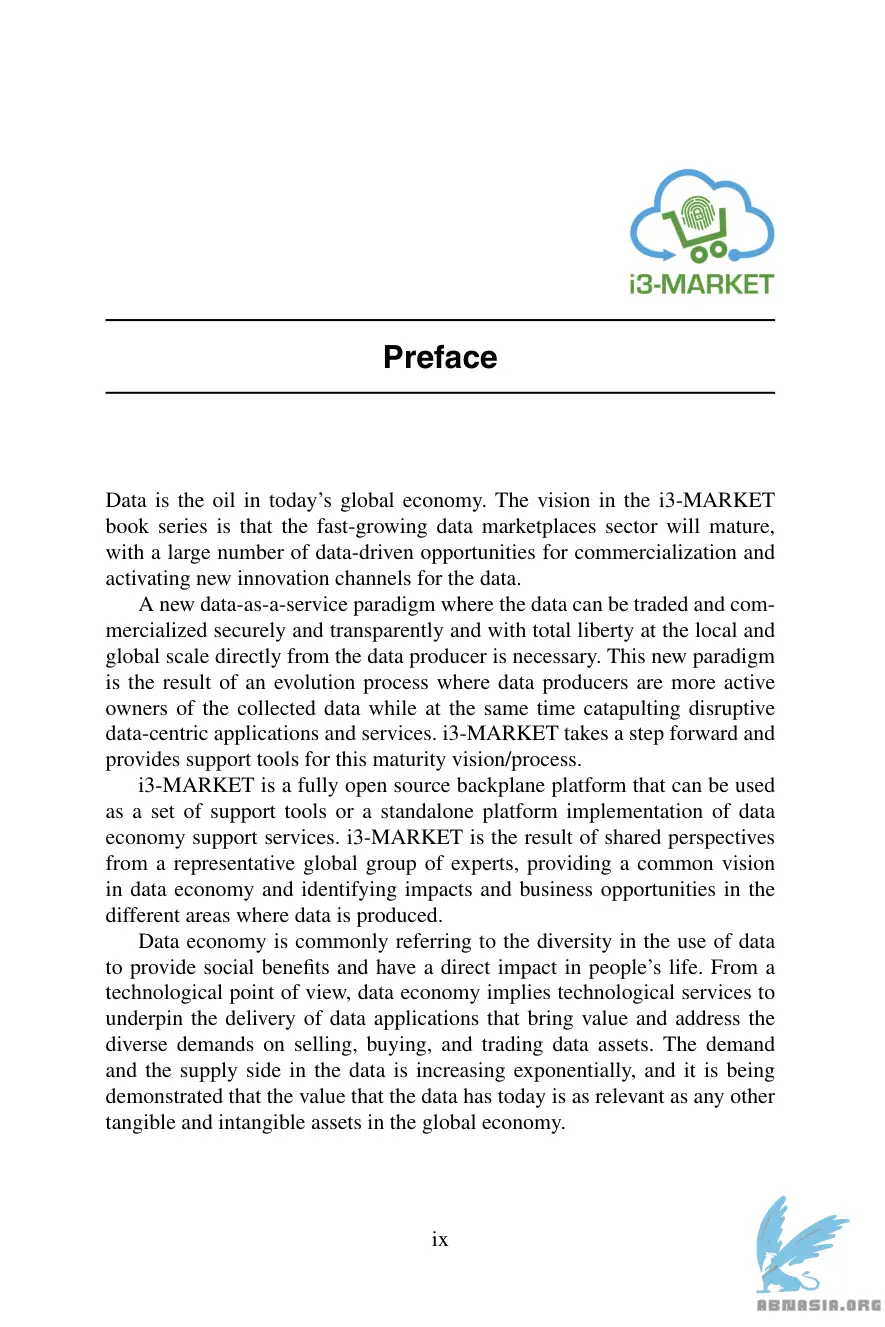 i3-MARKET
Preface
Data is the oil in today's global economy. The vision in the i3-MARKET
book series is that the fast-growing data marketplaces sector will mature,
with a large number of data-driven opportunities for commercialization and
activating new innovation channels for the data.
A new data-as-a-service paradigm where the data can be traded and com-
mercialized securely and transparently and with total liberty at the local and
global scale directly from the data producer is necessary. This new paradigm
is the result of an evolution process where data producers are more active
owners of the collected data while at the same time catapulting disruptive
data-centric applications and services. i3-MARKET takes a step forward and
provides support tools for this maturity vision/process.
i3-MARKET is a fully open source backplane platform that can be used
as a set of support tools or a standalone platform implementation of data
economy support services. i3-MARKET is the result of shared perspectives
from a representative global group of experts, providing a common vision
in data economy and identifying impacts and business opportunities in the
different areas where data is produced.
Data economy is commonly referring to the diversity in the use of data
to provide social benefits and have a direct impact in people's life. From a
technological point of view, data economy implies technological services to
underpin the delivery of data applications that bring value and address the
diverse demands on selling, buying, and trading data assets. The demand
and the supply side in the data is increasing exponentially, and it is being
demonstrated that the value that the data has today is as relevant as any other
tangible and intangible assets in the global economy.
ix
ABNASIA.ORG